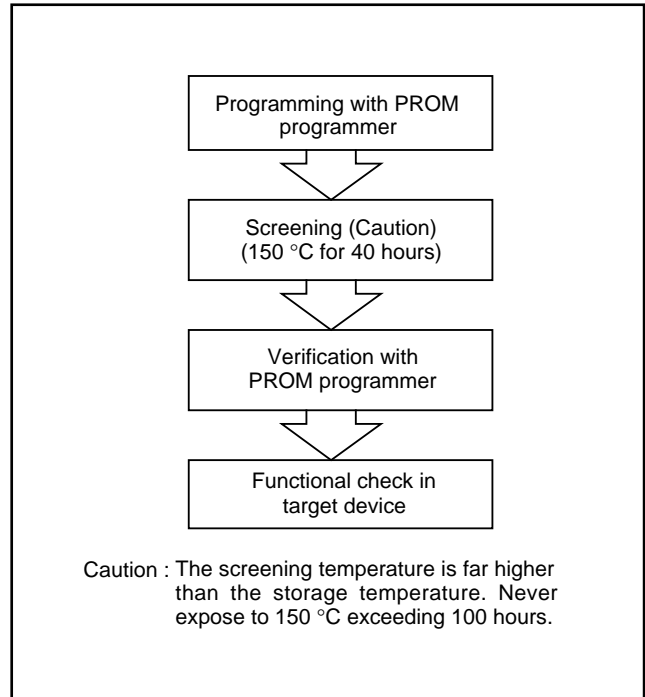 Programming with PROM
programmer
Screening (Caution)
(150 °C for 40 hours)
Verification with
PROM programmer
Functional check in
target device
Caution : The screening temperature is far higher
than the storage temperature. Never
expose to 150 °C exceeding 100 hours.